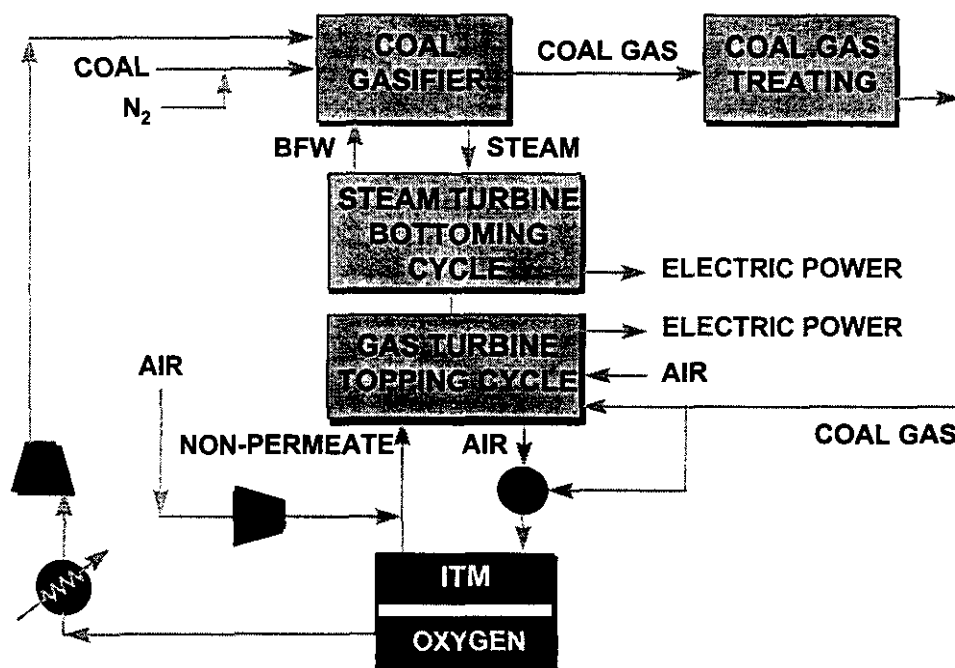 COAL
GASIFIER
COAL GAS
COAL GAS
TREATING
COAL
N₂
BFW
STEAM
STEAM TURBINE
BOTTOMING
CYCLE
ELECTRIC POWER
ELECTRIC POWER
GAS TURBINE
TOPPING CYCLE
AIR
AIR
COAL GAS
NON-PERMEATE
AIR
ITM
OXYGEN